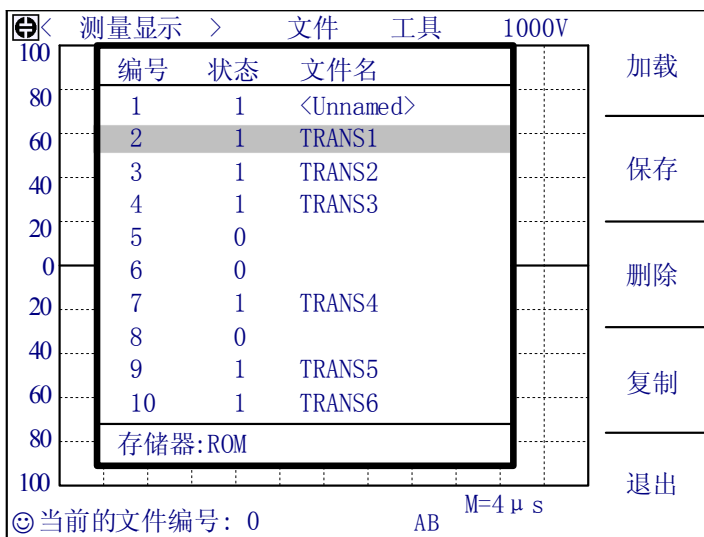 < 测量显示 > 文件 工具 1000V
100
80
60
40
20
0
20
40
60
80
100
编号 状态 文件名
1 1 <Unnamed>
2 1 TRANS1
3 1 TRANS2
4 1 TRANS3
5 0
6 0
7 1 TRANS4
8 0
9 1 TRANS5
10 1 TRANS6
存储器:ROM
加载
保存
删除
复制
退出
M=4μs
☺当前的文件编号: 0 AB